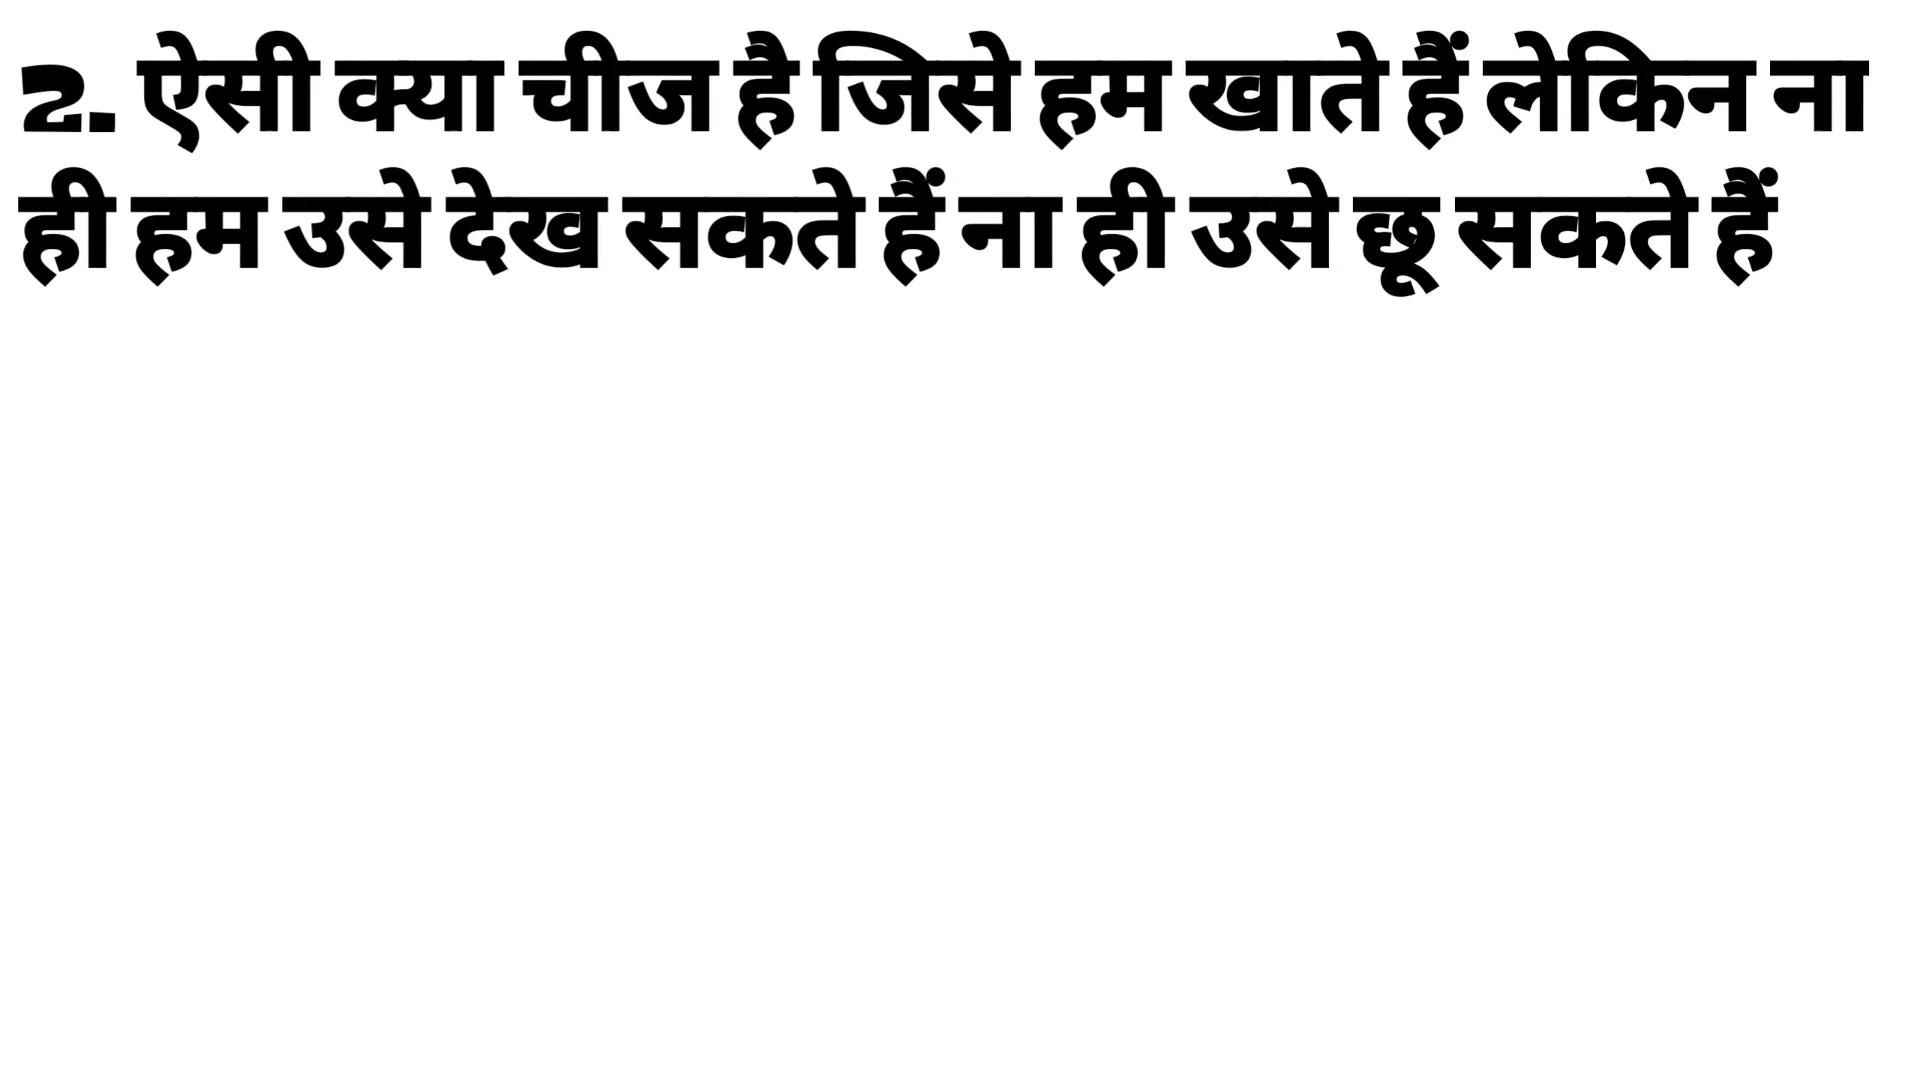 2. ऐसी क्या चीज है जिसे हम खाते हैं लेकिन ना
ही हम उसे देख सकते हैं ना ही उसे छू सकते हैं